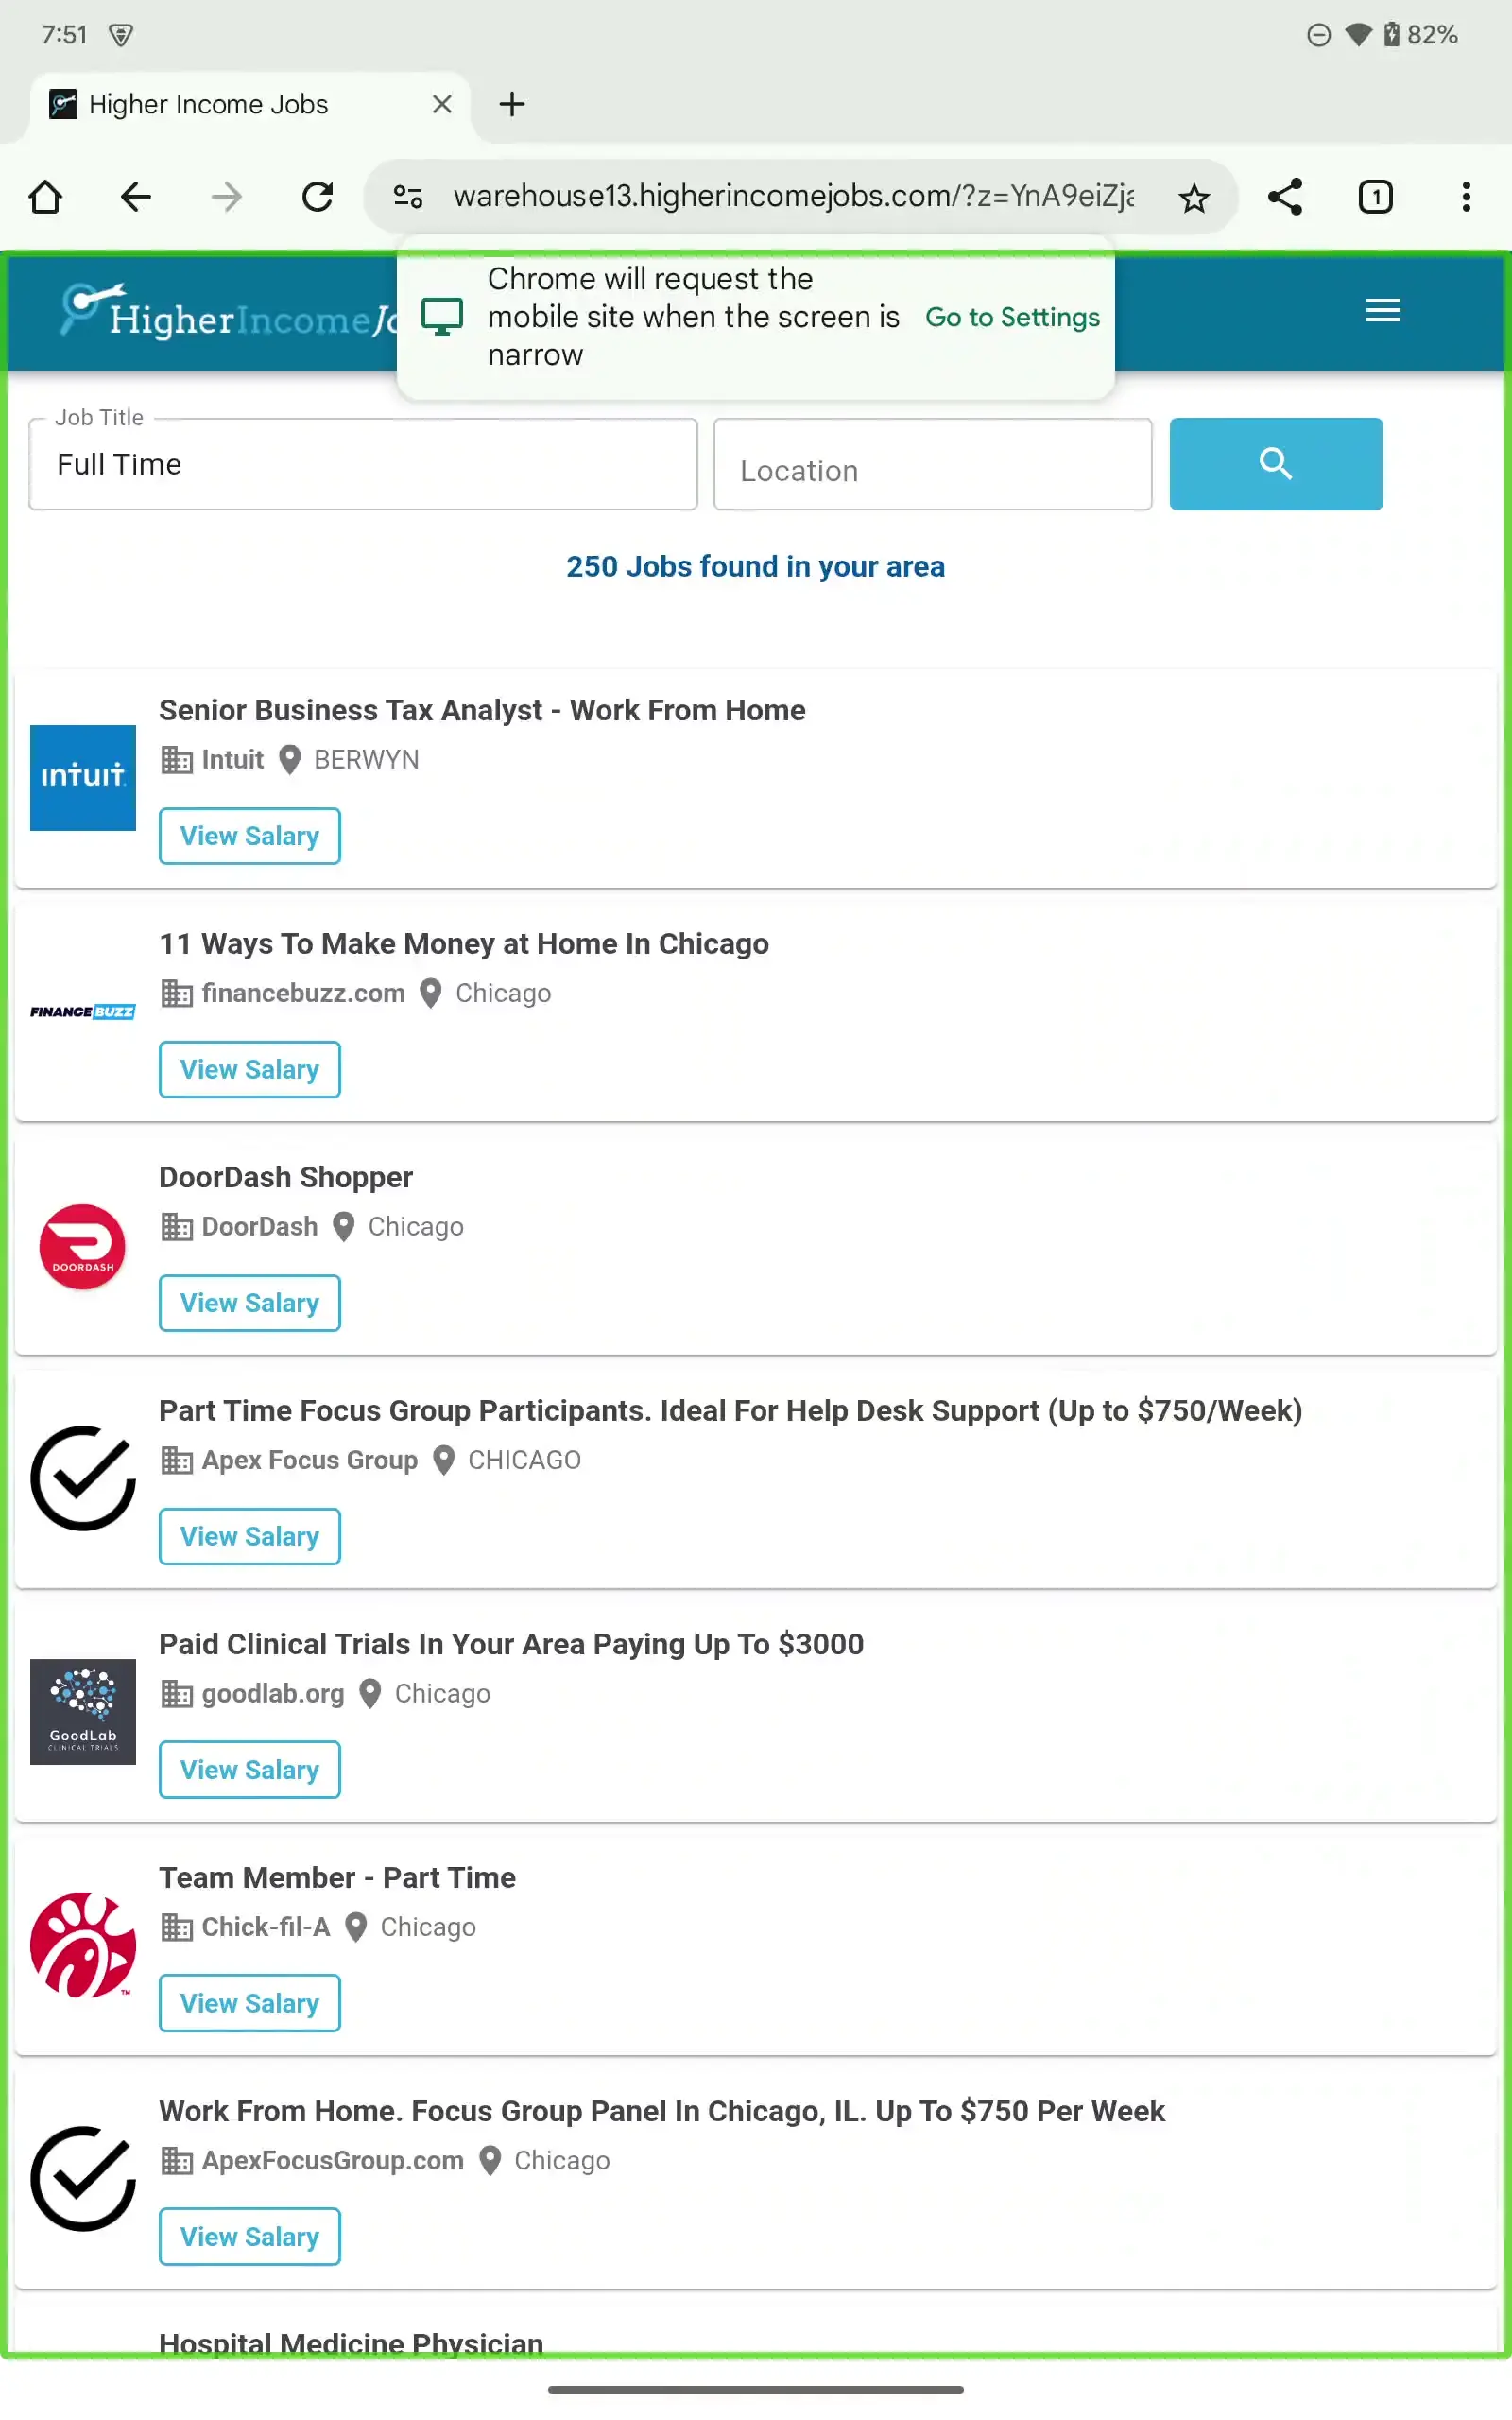 7:51
82%
Higher Income Jobs
warehouse13.higherincomejobs.com/?z=YnA9eiZj
1
HigherIncomeJo
Chrome will request the
mobile site when the screen is
narrow
Go to Settings
Job Title
Full Time
Location
250 Jobs found in your area
Senior Business Tax Analyst - Work From Home
INTUIT
Intuit BERWYN
View Salary
11 Ways To Make Money at Home In Chicago
FINANCEBUZZ
financebuzz.com Chicago
View Salary
DoorDash Shopper
DOORDASH
DoorDash Chicago
View Salary
Part Time Focus Group Participants. Ideal For Help Desk Support (Up to $750/Week)
Apex Focus Group CHICAGO
View Salary
Paid Clinical Trials In Your Area Paying Up To $3000
goodlab.org Chicago
GoodLab
CLINICAL TRIALS
View Salary
Team Member - Part Time
Chick-fil-A Chicago
TM
View Salary
Work From Home. Focus Group Panel In Chicago, IL. Up To $750 Per Week
ApexFocusGroup.com Chicago
View Salary
Hospital Medicine Physician